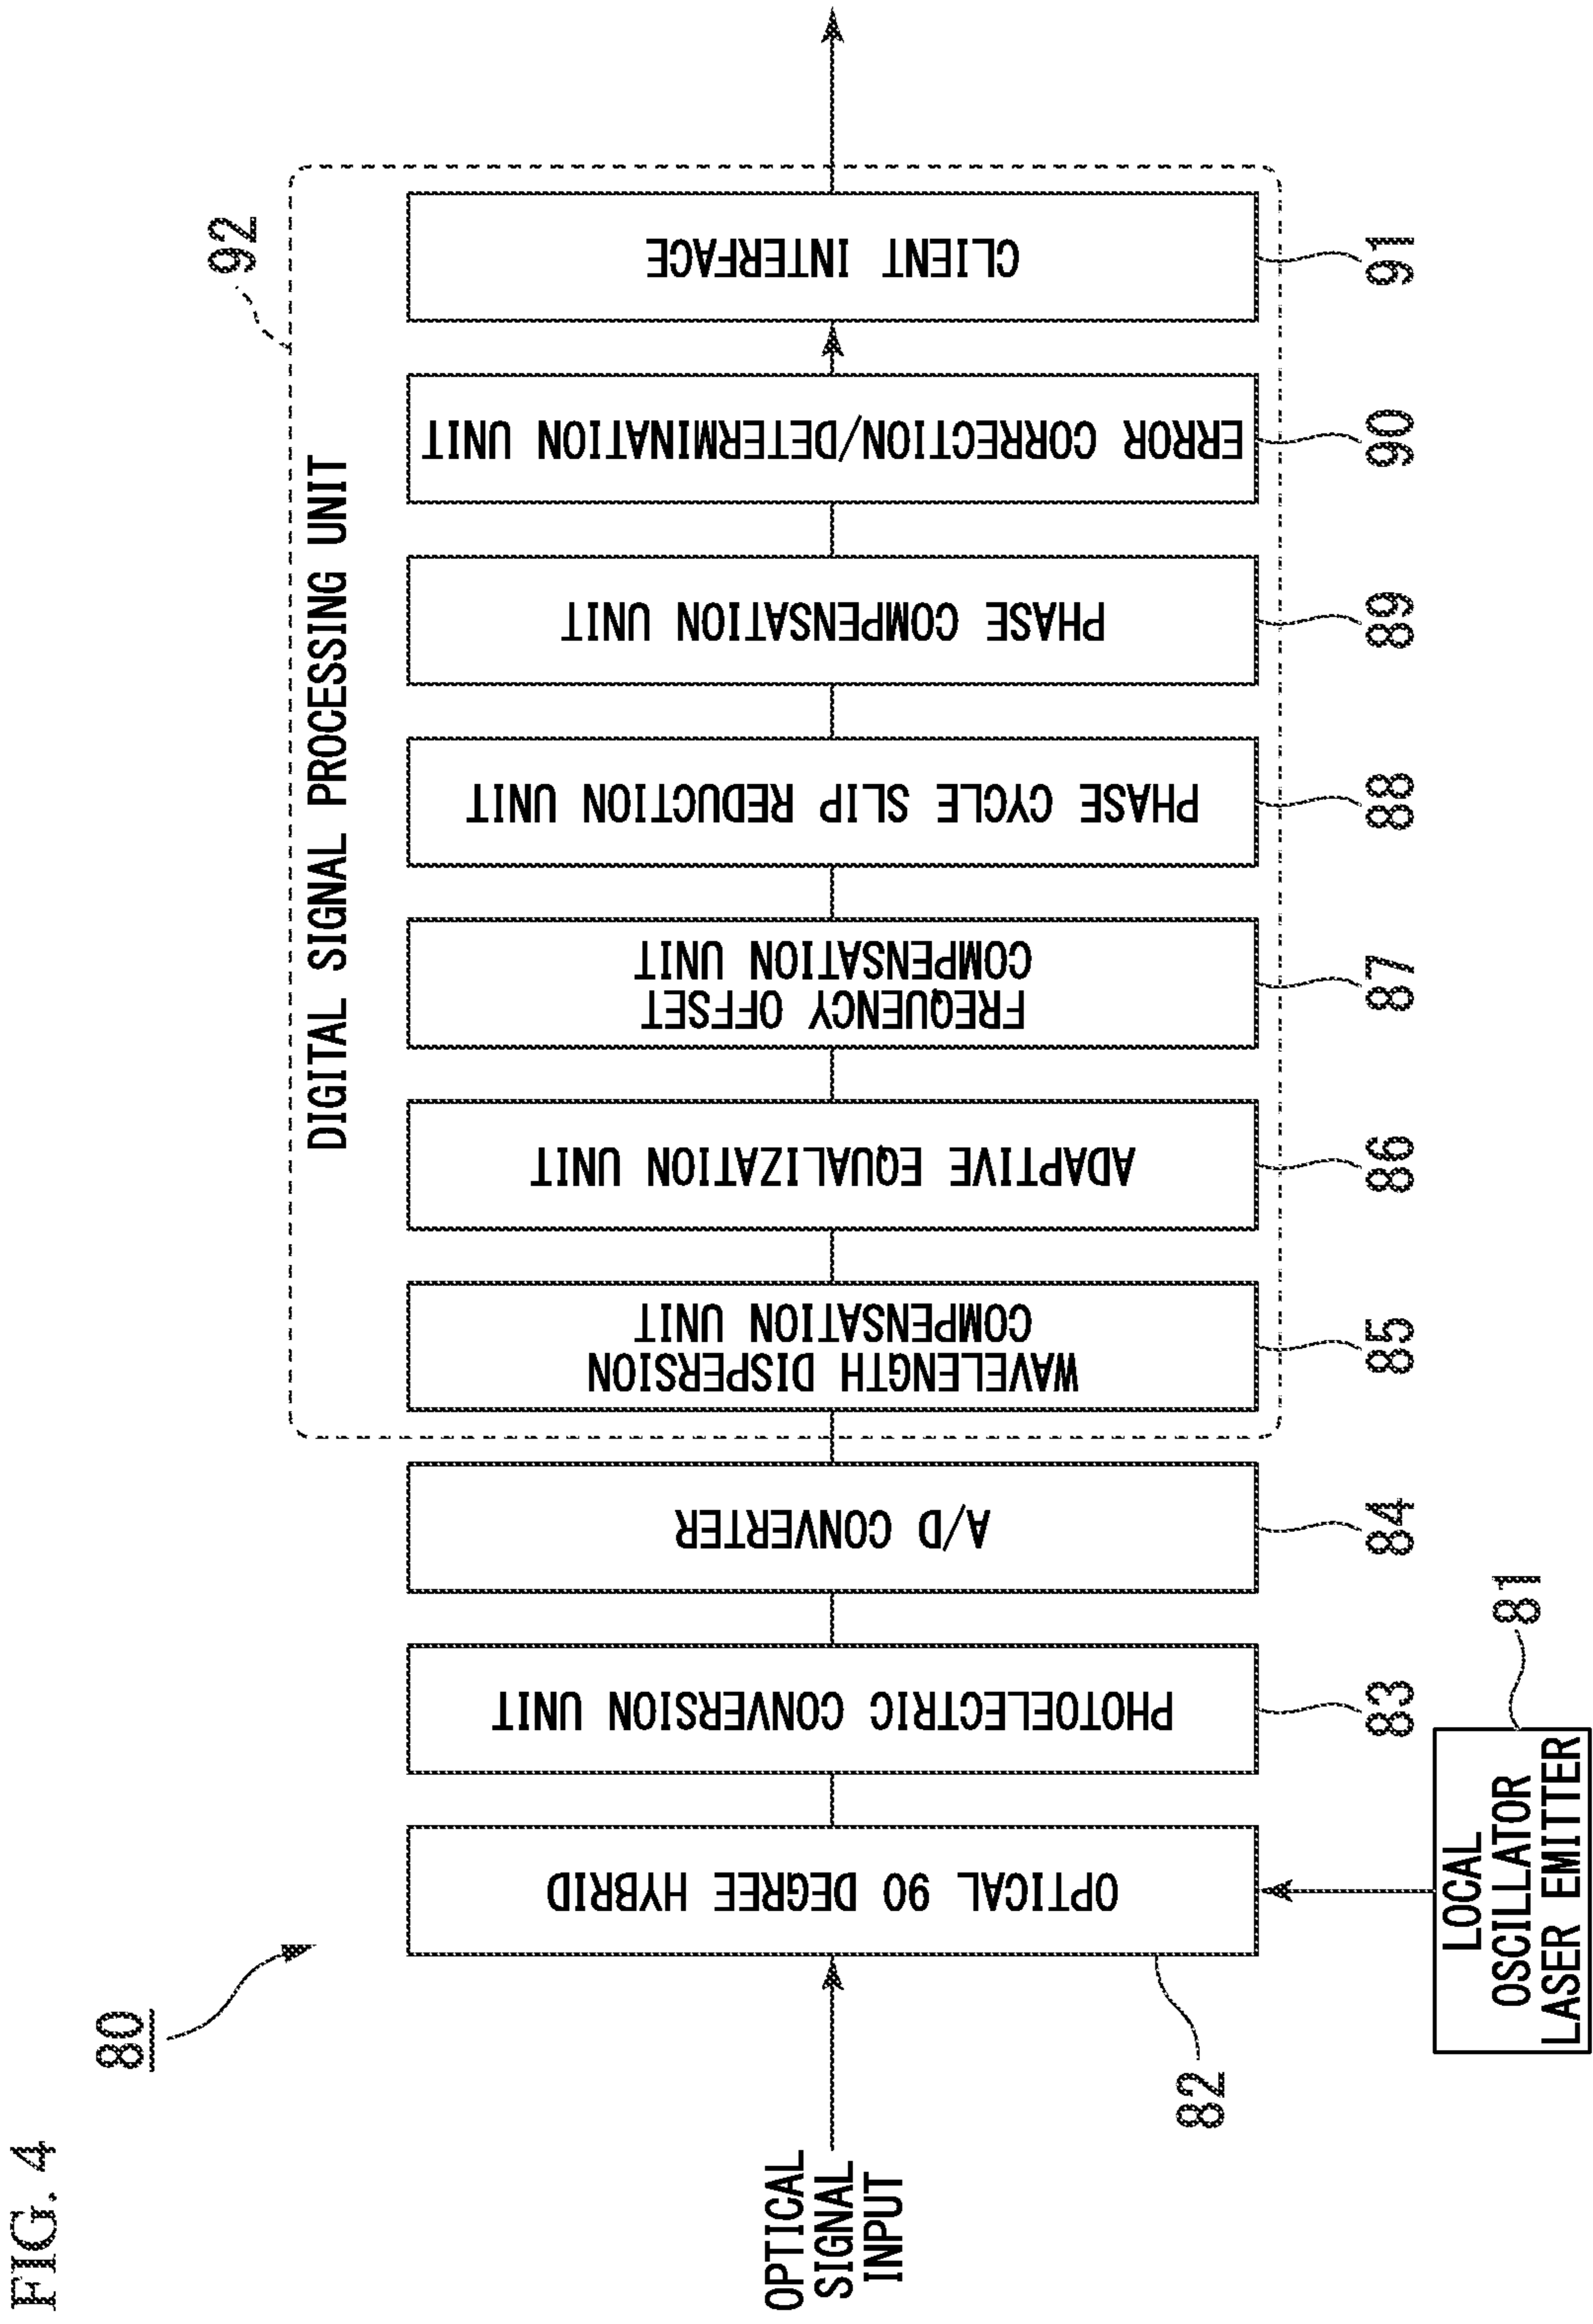 FIG. 4
80
92
DIGITAL SIGNAL PROCESSING UNIT
OPTICAL
SIGNAL
INPUT
OPTICAL 90 DEGREE HYBRID
PHOTOELECTRIC CONVERSION UNIT
A/D CONVERTER
WAVELENGTH DISPERSION
COMPENSATION UNIT
ADAPTIVE EQUALIZATION UNIT
FREQUENCY OFFSET
COMPENSATION UNIT
PHASE CYCLE SLIP REDUCTION UNIT
PHASE COMPENSATION UNIT
ERROR CORRECTION/DETERMINATION UNIT
CLIENT INTERFACE
82
83
84
85
86
87
88
89
90
91
LOCAL
OSCILLATOR
LASER EMITTER
81